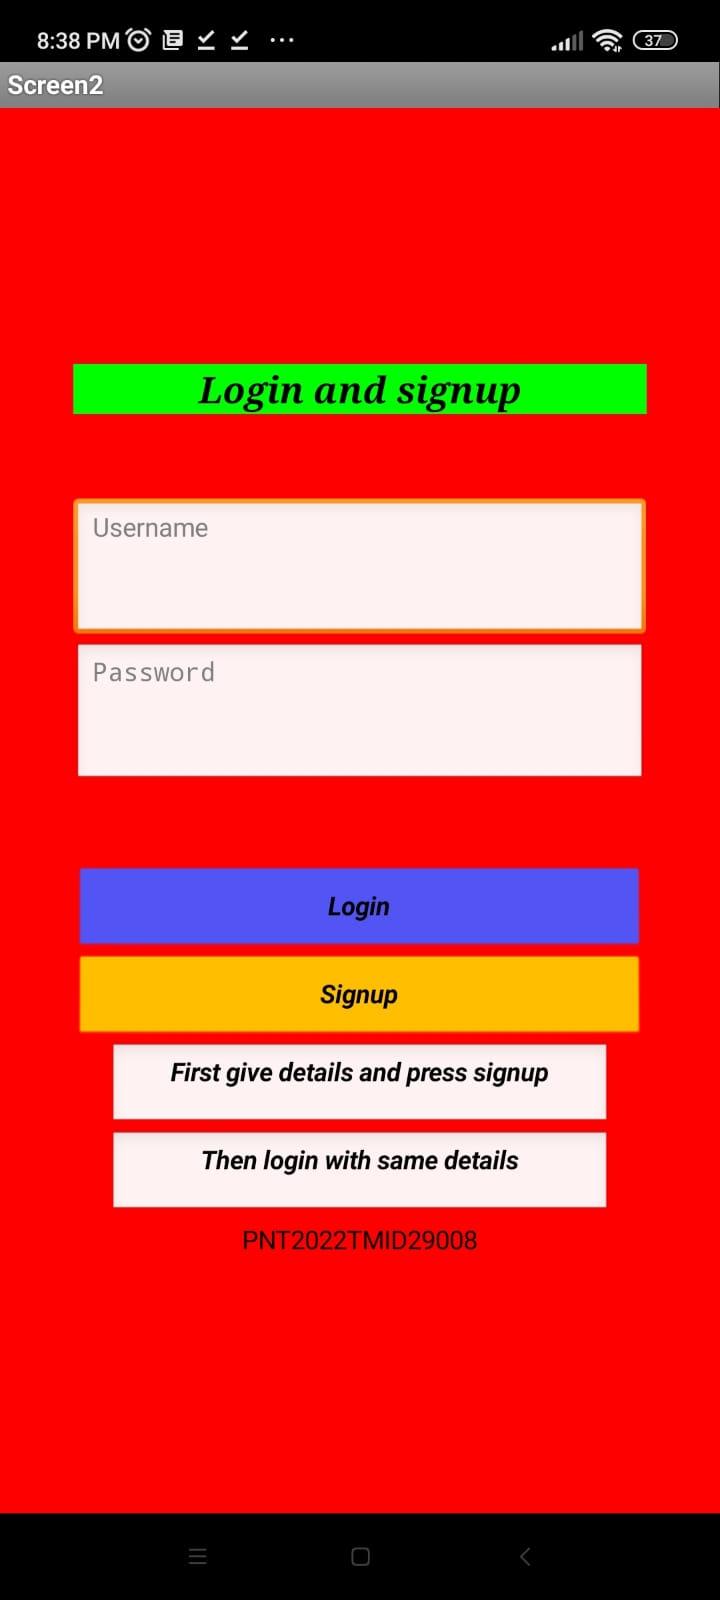 8:38 PM
37
Screen2
Login and signup
Username
Password
Login
Signup
First give details and press signup
Then login with same details
PNT2022TMID29008